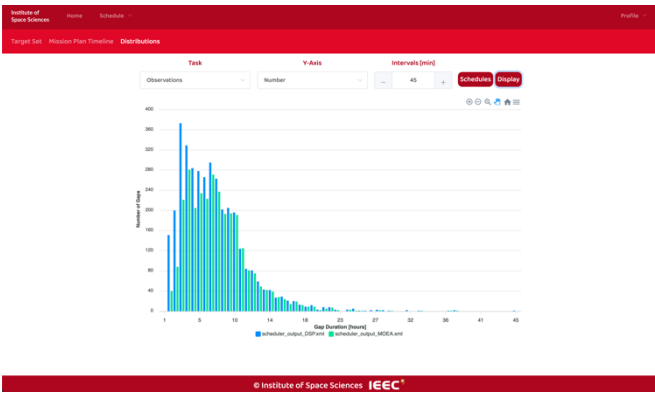 Institute of
Space Sciences
Home
Schedule
Profile
Target Set
Mission Plan Timeline
Distributions
Task
Y-Axis
Intervals [min]
Observations
Number
45
+
Schedules
Display
400
360
320
280
240
200
160
120
80
40
0
Number of Gaps
1 5 10 14 18 23 27 32 36 41 45
Gap Duration [hours]
scheduler_output_DSP.xml
scheduler_output_MOEA.xml
© Institute of Space Sciences IEEC